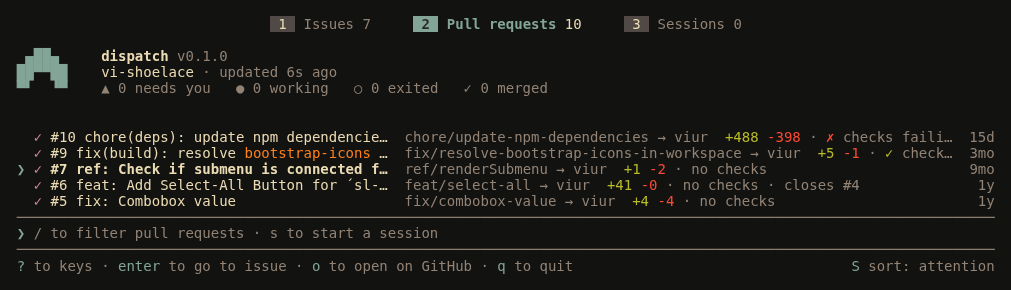 1 Issues 7 2 Pull requests 10 3 Sessions 0
dispatch v0.1.0
vi-shoelace · updated 6s ago
▲ 0 needs you ● 0 working ○ 0 exited ✓ 0 merged
✓ #10 chore(deps): update npm dependencie… chore/update-npm-dependencies → viur +488 -398 · ✗ checks faili… 15d
✓ #9 fix(build): resolve bootstrap-icons … fix/resolve-bootstrap-icons-in-workspace → viur +5 -1 · ✓ check… 3mo
❯ ✓ #7 ref: Check if submenu is connected f… ref/renderSubmenu → viur +1 -2 · no checks 9mo
✓ #6 feat: Add Select-All Button for ´sl-… feat/select-all → viur +41 -0 · no checks · closes #4 1y
✓ #5 fix: Combobox value fix/combobox-value → viur +4 -4 · no checks 1y
❯ / to filter pull requests · s to start a session
? to keys · enter to go to issue · o to open on GitHub · q to quit S sort: attention